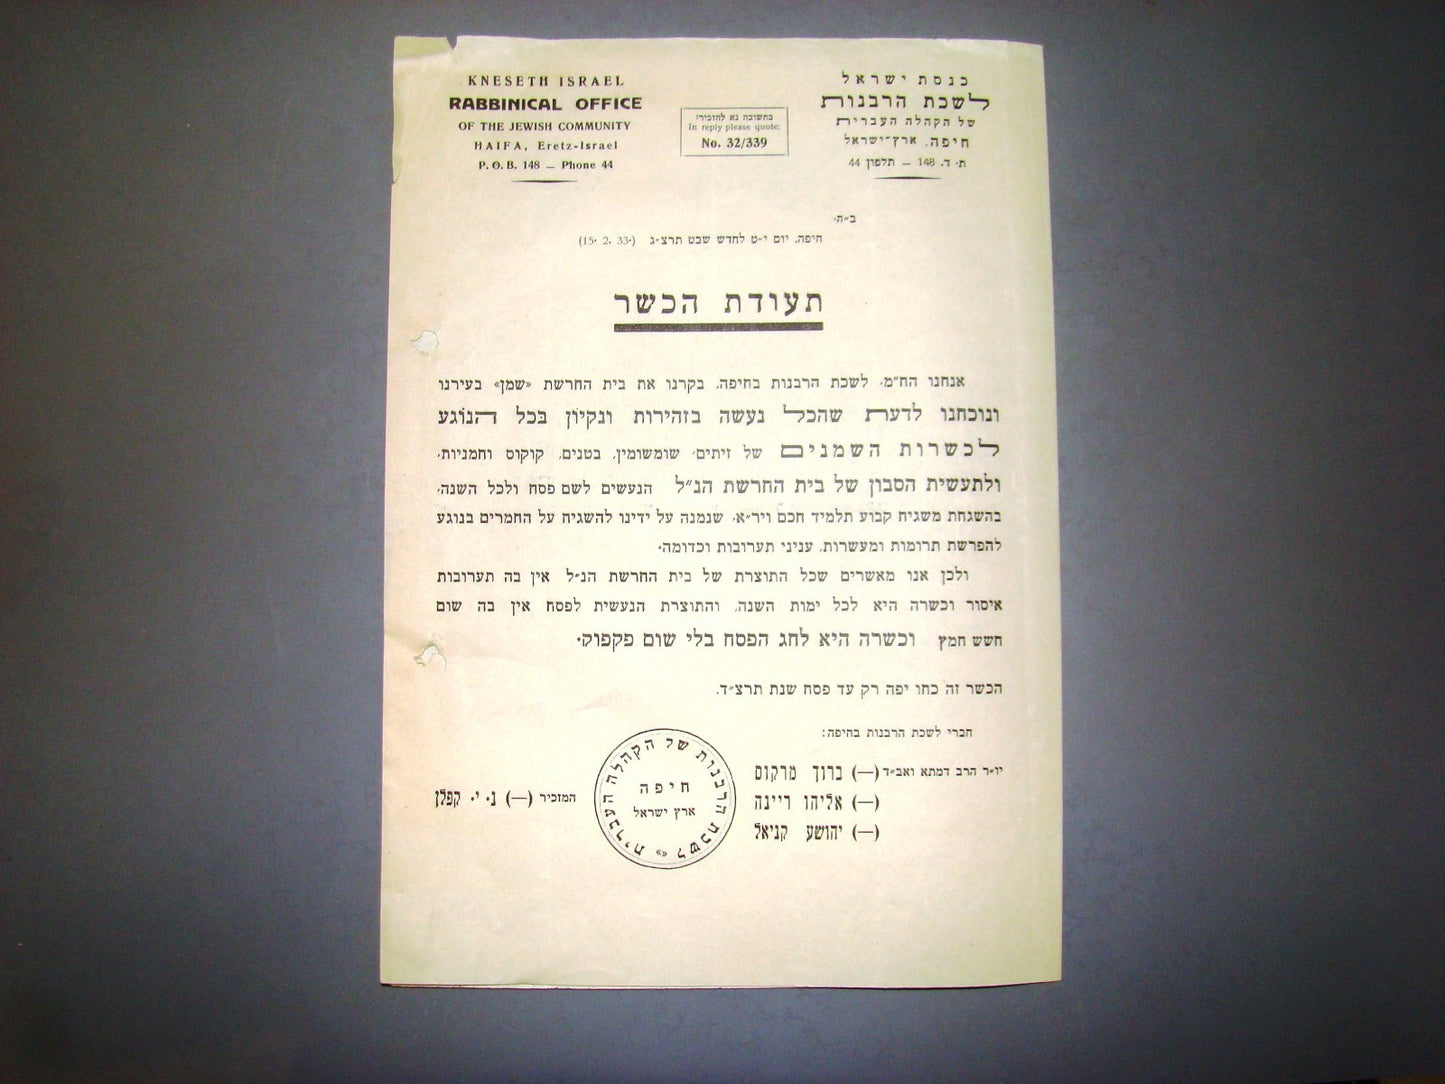 KNESETH ISRAEL
RABBINICAL OFFICE
OF THE JEWISH COMMUNITY
HAIFA, Eretz-Israel
P. O. B. 148 — Phone 44
בתשובה נא להזכיר:
In reply please quote:
No. 32/339
כנסת ישראל
לשכת הרבנות
של הקהלה העברית
חיפה, ארץ־ישראל
ת. ד. 148 — תלפון 44
ב״ה.
חיפה, יום י״ט לחדש שבט תרצ״ג (15. 2. 33.)
תעודת הכשר
אנחנו הח״מ, לשכת הרבנות בחיפה, בקרנו את בית החרשת «שמן» בעירנו
ונוכחנו לדעת שהכל נעשה בזהירות ונקיון בכל הנוגע
לכשרות השמנים של זיתים, שומשומין, בטנים, קוקוס וחמניות,
ולתעשית הסבון של בית החרשת הנ״ל הנעשים לשם פסח ולכל השנה,
בהשגחת משגיח קבוע תלמיד חכם ויר״א, שנמנה על ידינו להשגיח על החמרים בנוגע
להפרשת תרומות ומעשרות, עניני תערובות וכדומה.
ולכן אנו מאשרים שכל התוצרת של בית החרשת הנ״ל אין בה תערובות
איסור וכשרה היא לכל ימות השנה, והתוצרת הנעשית לפסח אין בה שום
חשש חמץ וכשרה היא לחג הפסח בלי שום פקפוק.
הכשר זה כחו יפה רק עד פסח שנת תרצ״ד.
חברי לשכת הרבנות בחיפה:
יו״ר הרב דמתא ואב״ד (—) ברוך מרקוס
(—) אליהו ריינה
(—) יהושע קניאל
לשכת הרבנות של הקהלה העברית
חיפה
ארץ ישראל
המזכיר (—) נ. י. קפלן